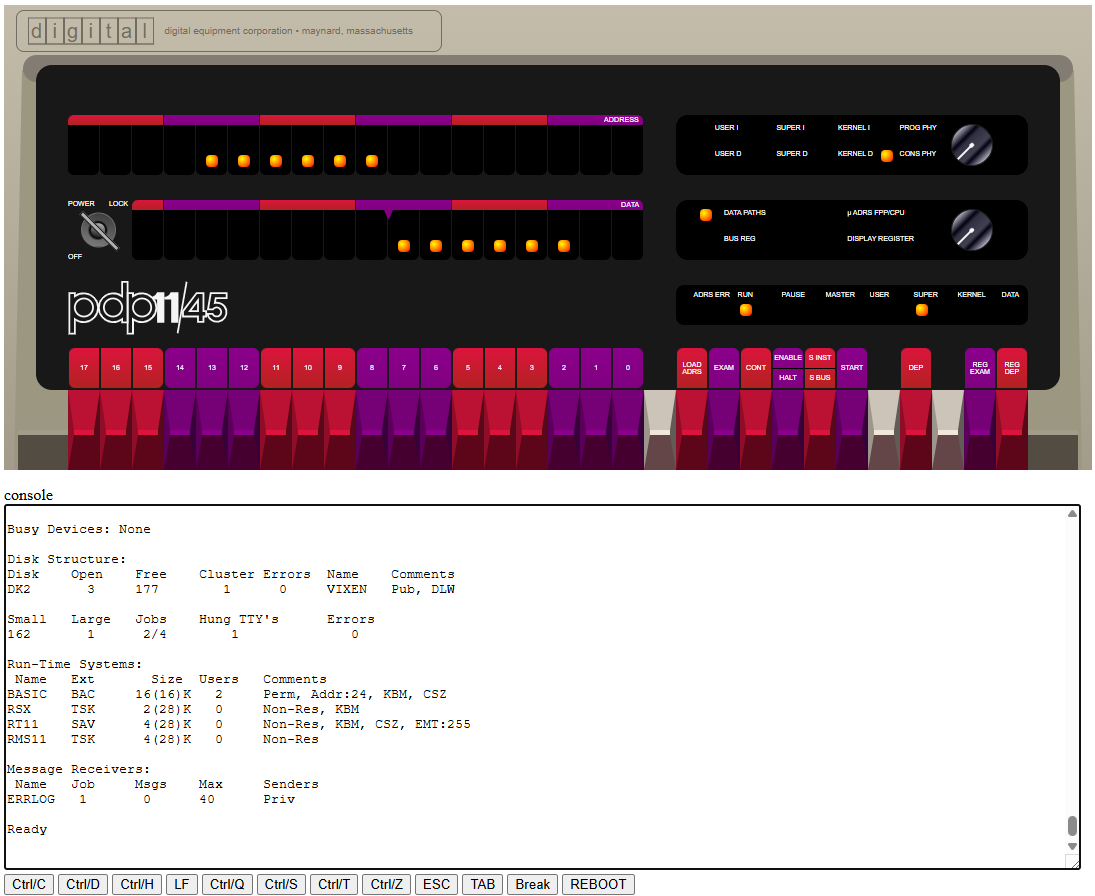 digital digital equipment corporation • maynard, massachusetts
ADDRESS
USER I SUPER I KERNEL I PROG PHY
USER D SUPER D KERNEL D CONS PHY
POWER LOCK
OFF
DATA
DATA PATHS µ ADRS FPP/CPU
BUS REG DISPLAY REGISTER
pdp11/45
ADRS ERR RUN PAUSE MASTER USER SUPER KERNEL DATA
17 16 15 14 13 12 11 10 9 8 7 6 5 4 3 2 1 0
LOAD ADRS EXAM CONT ENABLE HALT S INST S BUS START DEP REG EXAM REG DEP
console
Busy Devices: None
Disk Structure:
Disk Open Free Cluster Errors Name Comments
DK2 3 177 1 0 VIXEN Pub, DLW
Small Large Jobs Hung TTY's Errors
162 1 2/4 1 0
Run-Time Systems:
Name Ext Size Users Comments
BASIC BAC 16(16)K 2 Perm, Addr:24, KBM, CSZ
RSX TSK 2(28)K 0 Non-Res, KBM
RT11 SAV 4(28)K 0 Non-Res, KBM, CSZ, EMT:255
RMS11 TSK 4(28)K 0 Non-Res
Message Receivers:
Name Job Msgs Max Senders
ERRLOG 1 0 40 Priv
Ready
Ctrl/C Ctrl/D Ctrl/H LF Ctrl/Q Ctrl/S Ctrl/T Ctrl/Z ESC TAB Break REBOOT